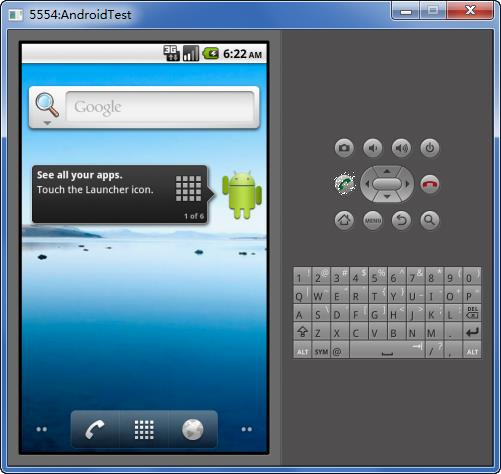 5554:AndroidTest
3G
6:22 AM
Google
See all your apps.
Touch the Launcher icon.
1 of 6
MENU
1 ! 2 @ 3 # 4 $ 5 % 6 ^ 7 & 8 * 9 ( 0 )
Q W ~ E " R T { Y } U - I O + P =
A S \ D F [ G ] H < J > K ; L : DEL
Z X C V B N M .
ALT SYM @ / ? , ALT